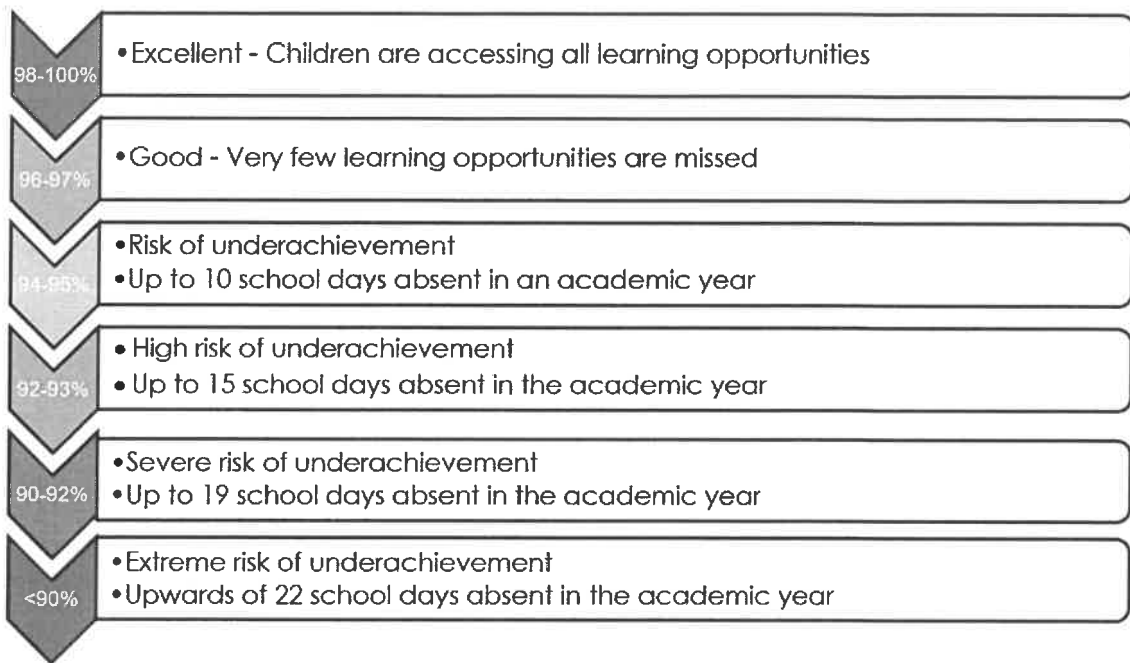 98-100%
•Excellent - Children are accessing all learning opportunities
96-97%
•Good - Very few learning opportunities are missed
94-95%
•Risk of underachievement
•Up to 10 school days absent in an academic year
92-93%
• High risk of underachievement
• Up to 15 school days absent in the academic year
90-92%
•Severe risk of underachievement
•Up to 19 school days absent in the academic year
<90%
•Extreme risk of underachievement
•Upwards of 22 school days absent in the academic year